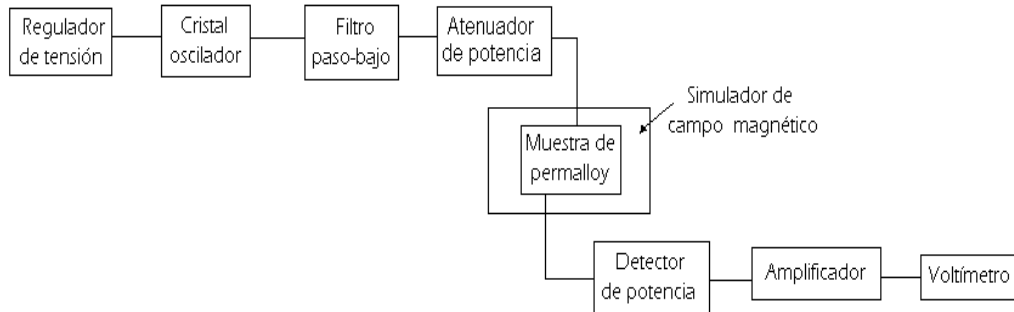 Regulador
de tensión
Cristal
oscilador
Filtro
paso-bajo
Atenuador
de potencia
Simulador de
campo magnético
Muestra de
permalloy
Detector
de potencia
Amplificador
Voltímetro